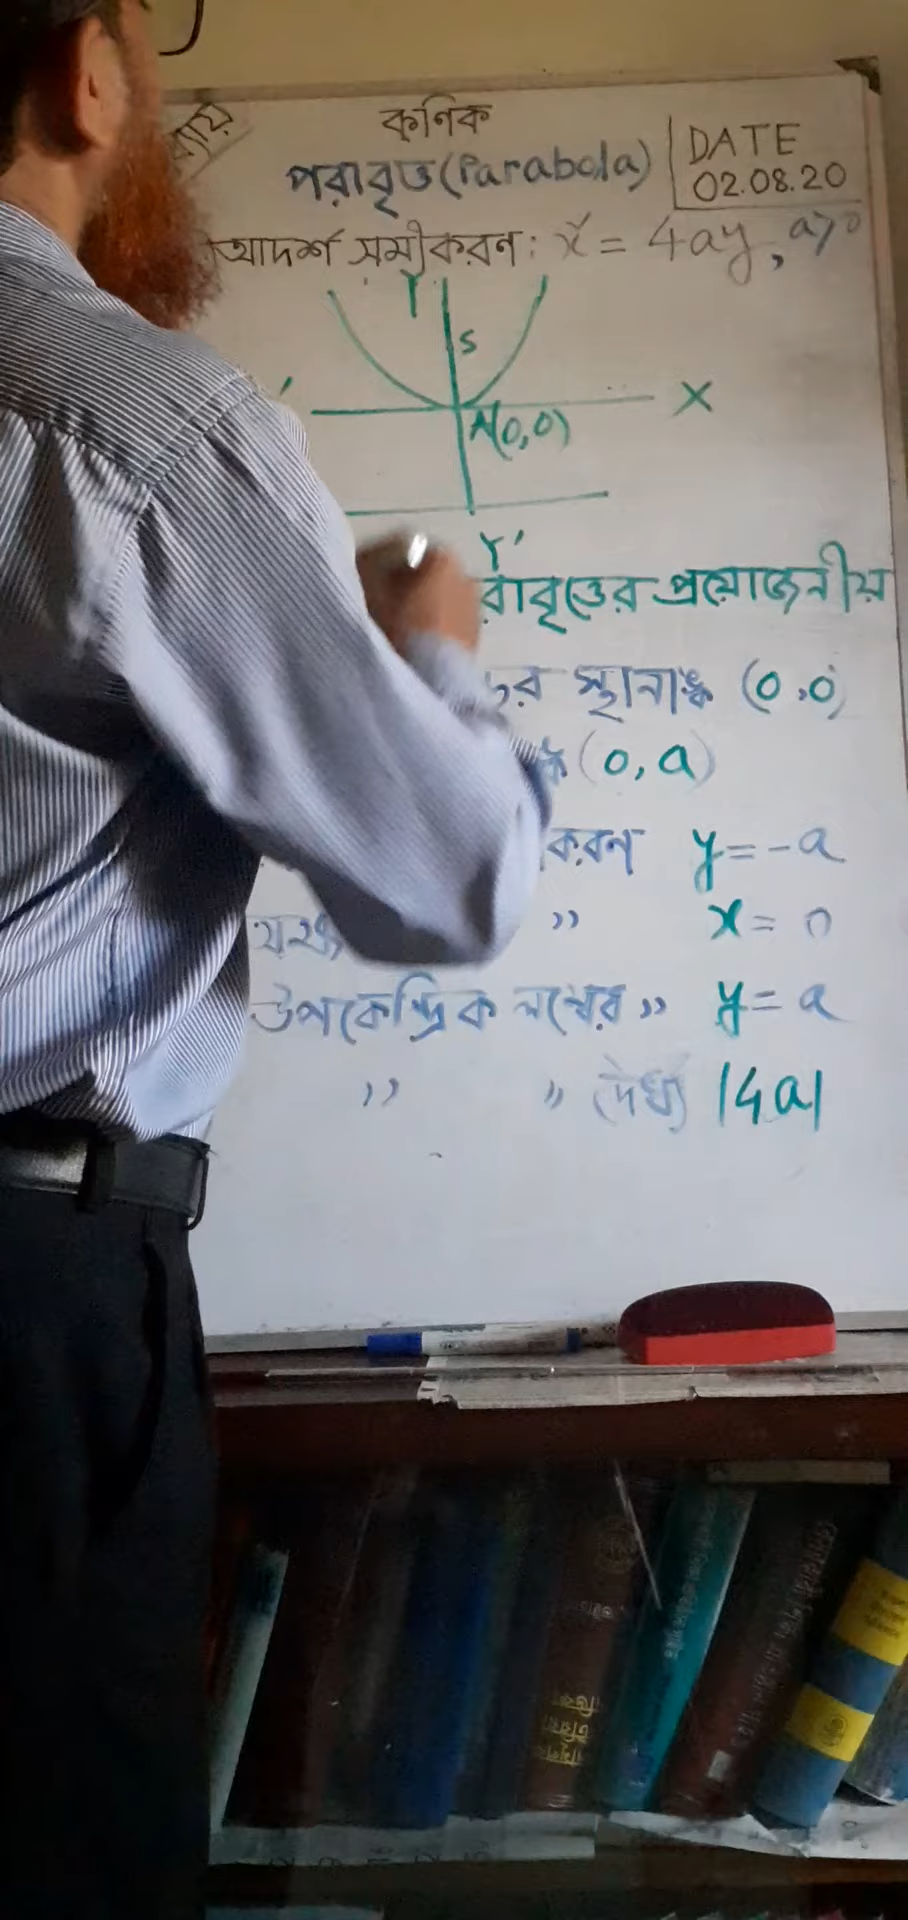 কণিক
পরাবৃত্ত (Parabola)
DATE
02.08.20
আদর্শ সমীকরণ: x² = 4ay, a>0
Y
S
X
A(0,0)
Y'
রাবৃত্তের প্রয়োজনীয়
ের স্থানাঙ্ক (0,0)
ঙ্ক (0, a)
করণ y = -a
" x = 0
উপকেন্দ্রিক লম্বের " y = a
" " দৈর্ঘ্য |4a|